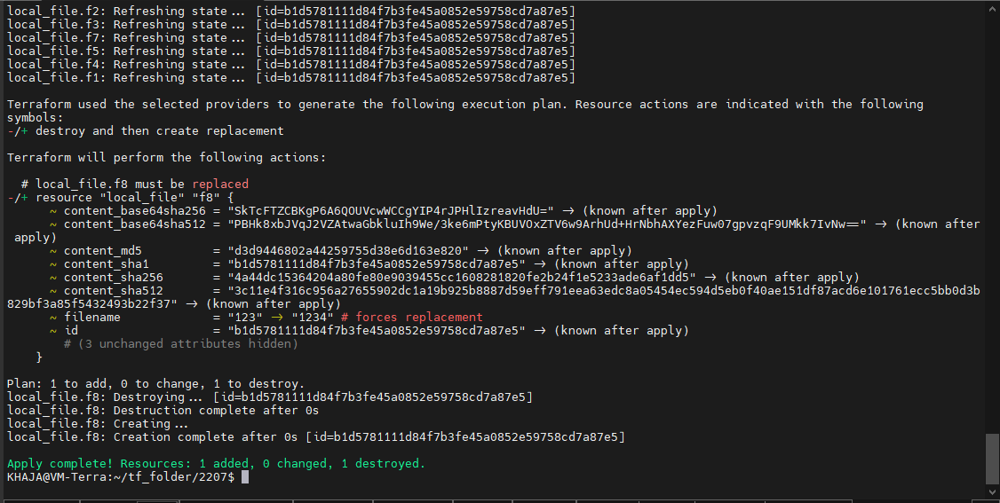 local_file.f2: Refreshing state... [id=b1d5781111d84f7b3fe45a0852e59758cd7a87e5]
local_file.f3: Refreshing state... [id=b1d5781111d84f7b3fe45a0852e59758cd7a87e5]
local_file.f7: Refreshing state... [id=b1d5781111d84f7b3fe45a0852e59758cd7a87e5]
local_file.f5: Refreshing state... [id=b1d5781111d84f7b3fe45a0852e59758cd7a87e5]
local_file.f4: Refreshing state... [id=b1d5781111d84f7b3fe45a0852e59758cd7a87e5]
local_file.f1: Refreshing state... [id=b1d5781111d84f7b3fe45a0852e59758cd7a87e5]
Terraform used the selected providers to generate the following execution plan. Resource actions are indicated with the following
symbols:
-/+ destroy and then create replacement
Terraform will perform the following actions:
# local_file.f8 must be replaced
-/+ resource "local_file" "f8" {
~ content_base64sha256 = "SkTcFTZCBKgP6A6QOUVcwWCCgYIP4rJPHlIzreavHdU=" → (known after apply)
~ content_base64sha512 = "PBHk8xbJVqJ2VZAtwaGbkluIh9We/3ke6mPtyKBUVOxZTV6w9ArhUd+HrNbhAXYezFuw07gpvzqF9UMkk7IvNw==" → (known after
apply)
~ content_md5 = "d3d9446802a44259755d38e6d163e820" → (known after apply)
~ content_sha1 = "b1d5781111d84f7b3fe45a0852e59758cd7a87e5" → (known after apply)
~ content_sha256 = "4a44dc15364204a80fe80e9039455cc1608281820fe2b24f1e5233ade6af1dd5" → (known after apply)
~ content_sha512 = "3c11e4f316c956a27655902dc1a19b925b8887d59eff791eea63edc8a05454ec594d5eb0f40ae151df87acd6e101761ecc5bb0d3b
829bf3a85f5432493b22f37" → (known after apply)
~ filename = "123" → "1234" # forces replacement
~ id = "b1d5781111d84f7b3fe45a0852e59758cd7a87e5" → (known after apply)
# (3 unchanged attributes hidden)
}
Plan: 1 to add, 0 to change, 1 to destroy.
local_file.f8: Destroying... [id=b1d5781111d84f7b3fe45a0852e59758cd7a87e5]
local_file.f8: Destruction complete after 0s
local_file.f8: Creating...
local_file.f8: Creation complete after 0s [id=b1d5781111d84f7b3fe45a0852e59758cd7a87e5]
Apply complete! Resources: 1 added, 0 changed, 1 destroyed.
KHAJA@VM-Terra:~/tf_folder/2207$